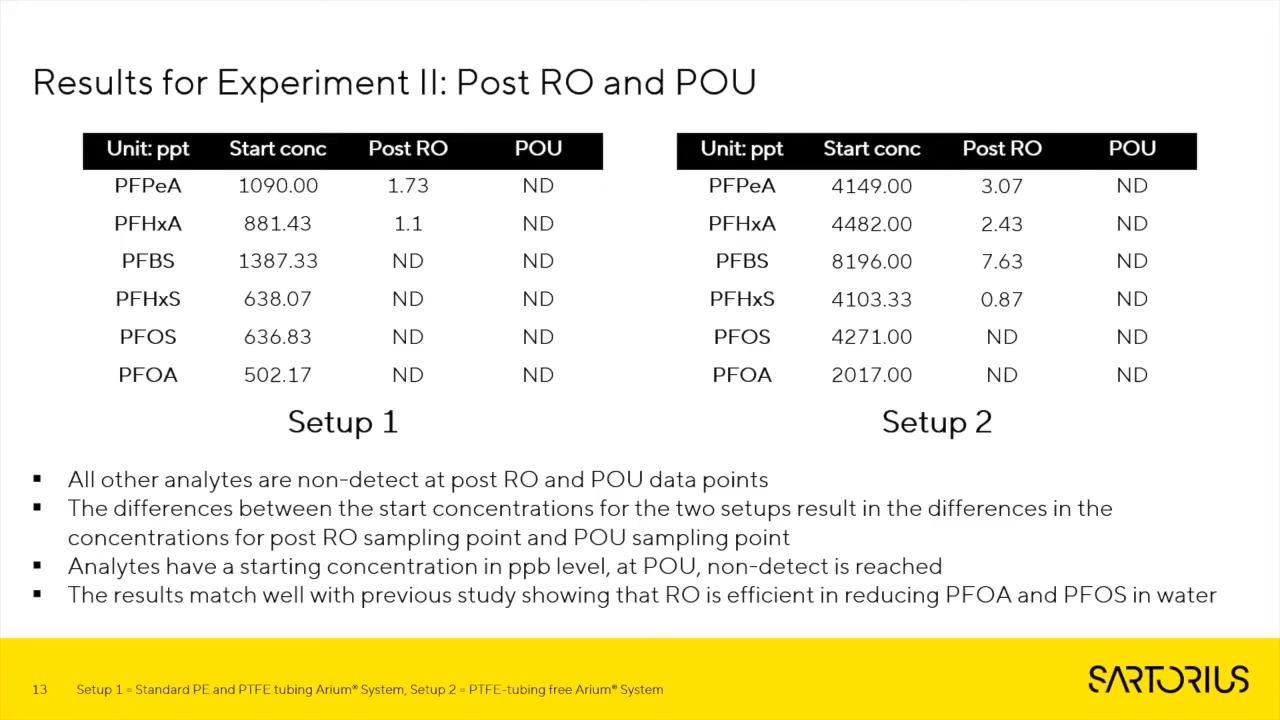 Results for Experiment II: Post RO and POU
Unit: ppt Start conc Post RO POU
PFPeA 1090.00 1.73 ND
PFHxA 881.43 1.1 ND
PFBS 1387.33 ND ND
PFHxS 638.07 ND ND
PFOS 636.83 ND ND
PFOA 502.17 ND ND
Setup 1
Unit: ppt Start conc Post RO POU
PFPeA 4149.00 3.07 ND
PFHxA 4482.00 2.43 ND
PFBS 8196.00 7.63 ND
PFHxS 4103.33 0.87 ND
PFOS 4271.00 ND ND
PFOA 2017.00 ND ND
Setup 2
▪ All other analytes are non-detect at post RO and POU data points
▪ The differences between the start concentrations for the two setups result in the differences in the
concentrations for post RO sampling point and POU sampling point
▪ Analytes have a starting concentration in ppb level, at POU, non-detect is reached
▪ The results match well with previous study showing that RO is efficient in reducing PFOA and PFOS in water
13 Setup 1 = Standard PE and PTFE tubing Arium® System, Setup 2 = PTFE-tubing free Arium® System
SARTORIUS